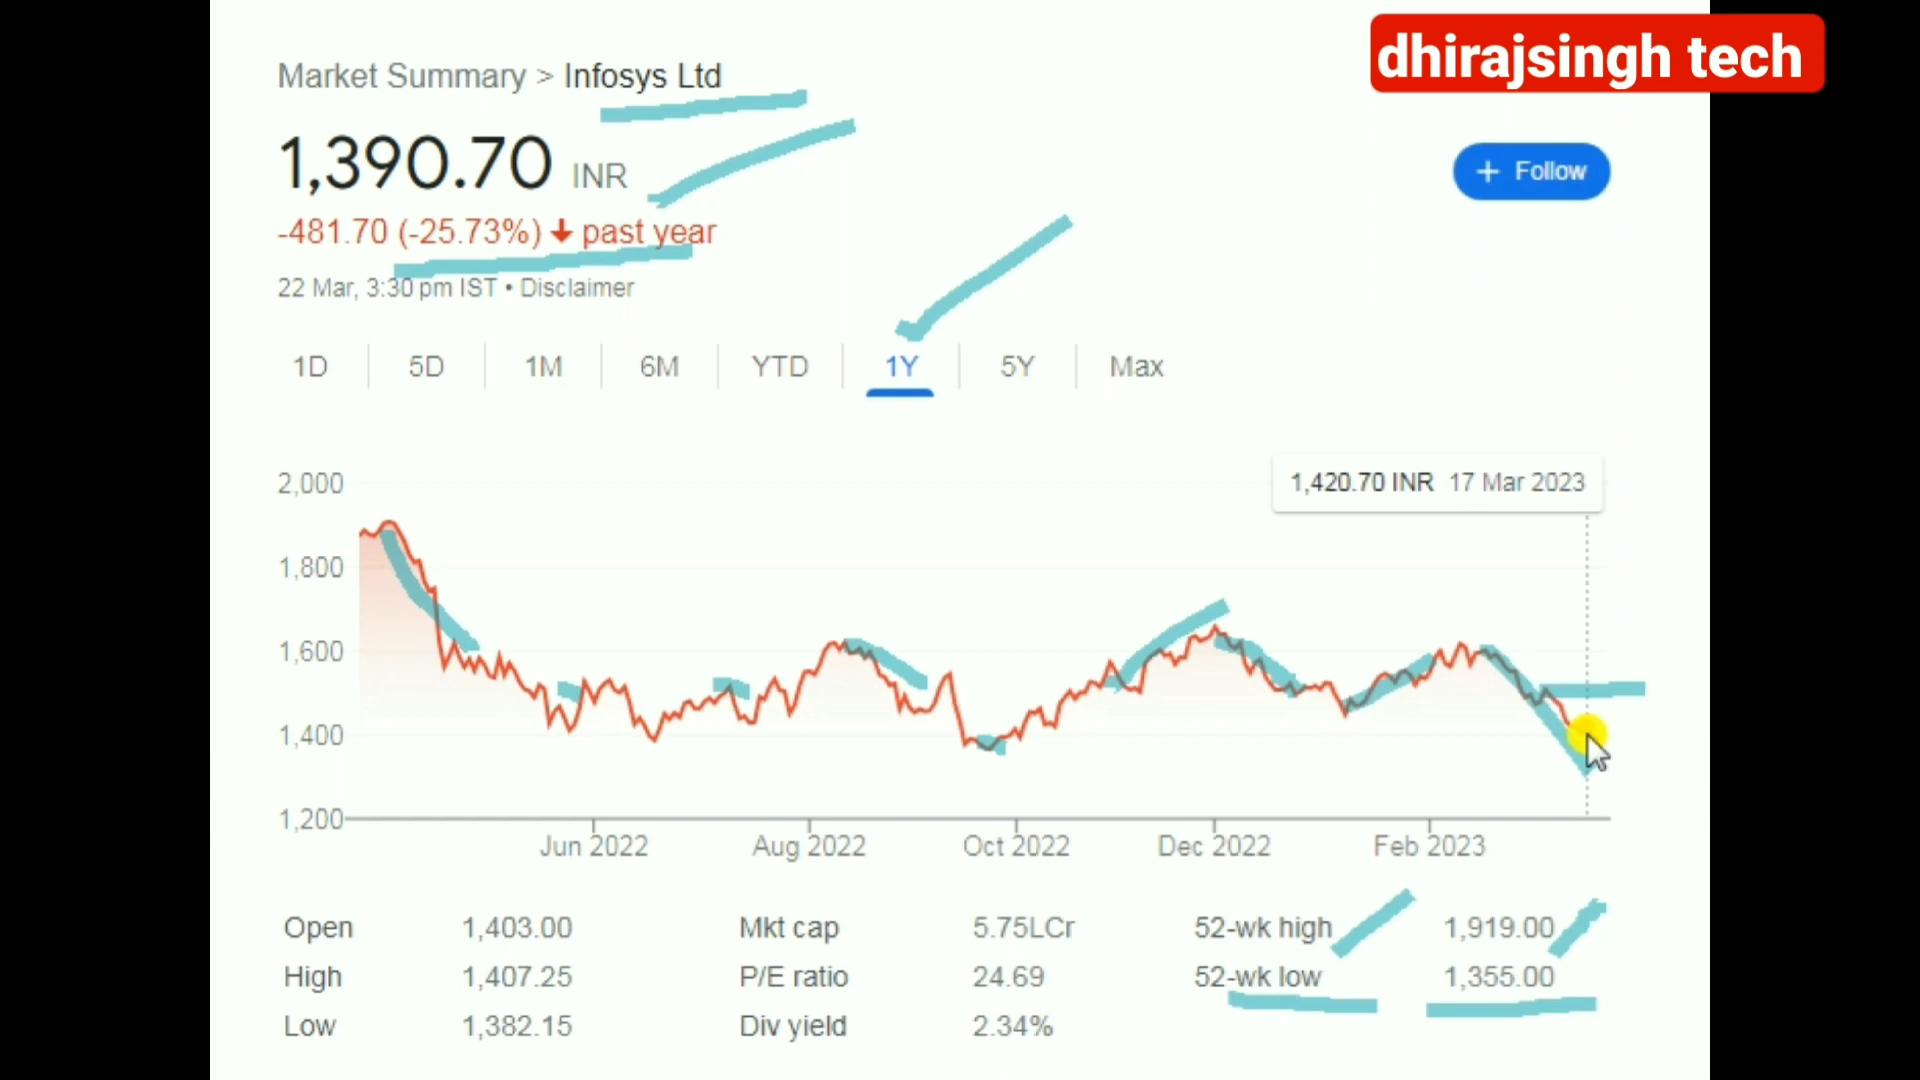 dhirajsingh tech
Market Summary > Infosys Ltd
1,390.70 INR
+ Follow
-481.70 (-25.73%) ↓ past year
22 Mar, 3:30 pm IST • Disclaimer
1D 5D 1M 6M YTD 1Y 5Y Max
1,420.70 INR 17 Mar 2023
2,000
1,800
1,600
1,400
1,200
Jun 2022 Aug 2022 Oct 2022 Dec 2022 Feb 2023
Open 1,403.00 Mkt cap 5.75LCr 52-wk high 1,919.00
High 1,407.25 P/E ratio 24.69 52-wk low 1,355.00
Low 1,382.15 Div yield 2.34%